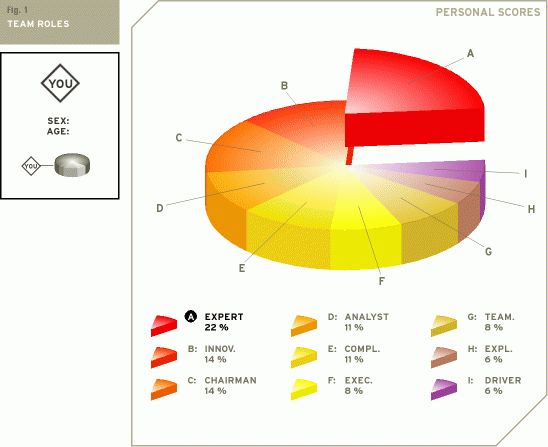 Fig. 1
TEAM ROLES
PERSONAL SCORES
YOU
SEX:
AGE:
YOU
A
B
C
D
E
F
G
H
I
A EXPERT
22 %
B: INNOV.
14 %
C: CHAIRMAN
14 %
D: ANALYST
11 %
E: COMPL.
11 %
F: EXEC.
8 %
G: TEAM.
8 %
H: EXPL.
6 %
I: DRIVER
6 %